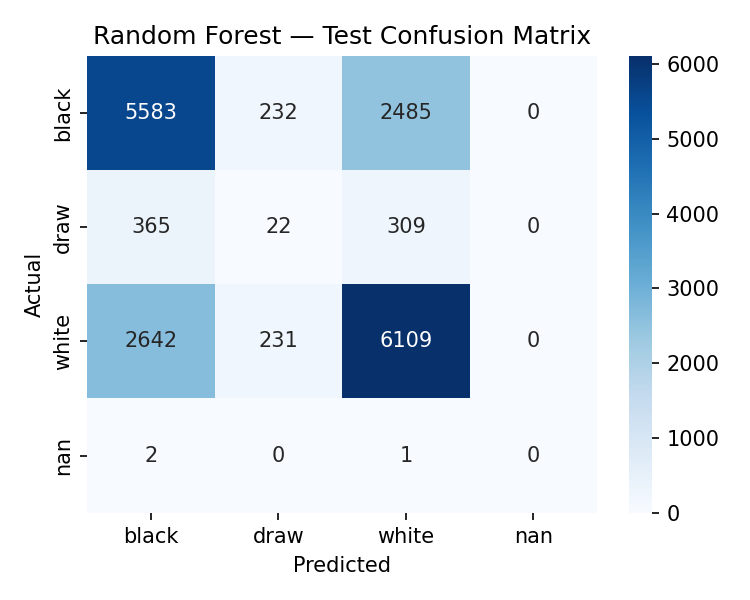 Random Forest — Test Confusion Matrix
black 5583 232 2485 0
draw 365 22 309 0
white 2642 231 6109 0
nan 2 0 1 0
black draw white nan
Predicted
Actual
6000
5000
4000
3000
2000
1000
0